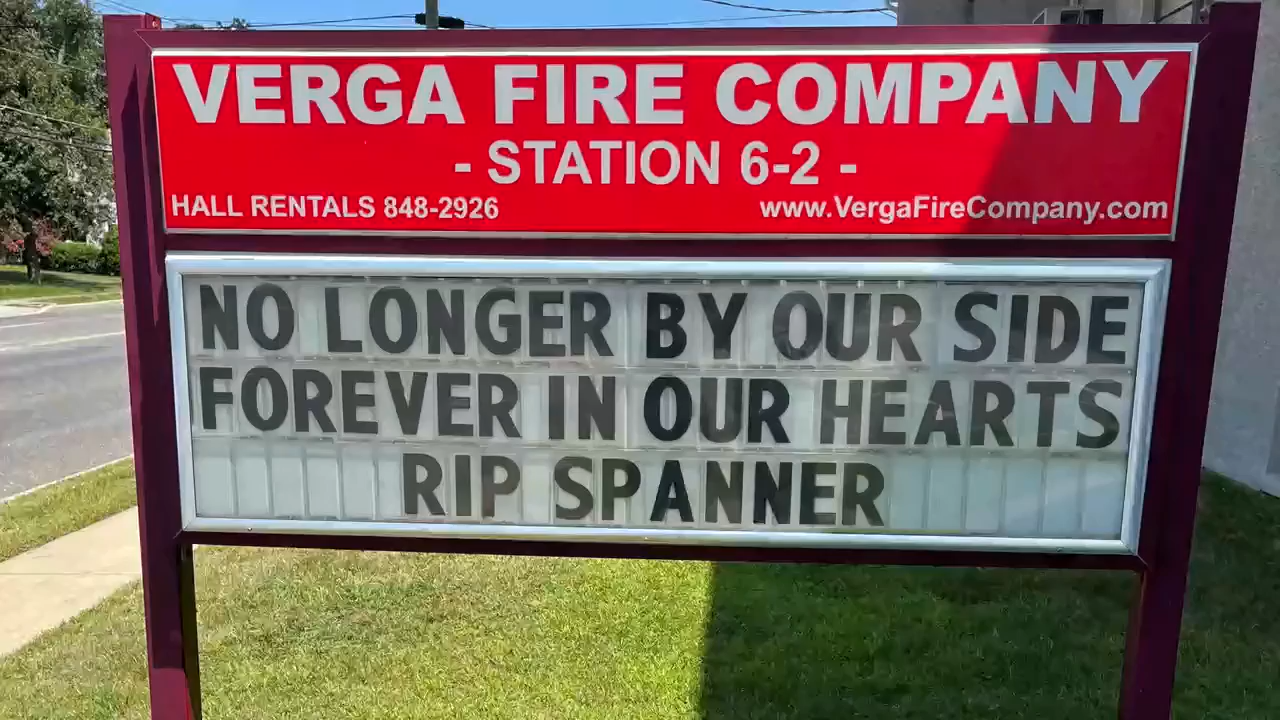 VERGA FIRE COMPANY
- STATION 6-2 -
HALL RENTALS 848-2926
www.VergaFireCompany.com
NO LONGER BY OUR SIDE
FOREVER IN OUR HEARTS
RIP SPANNER